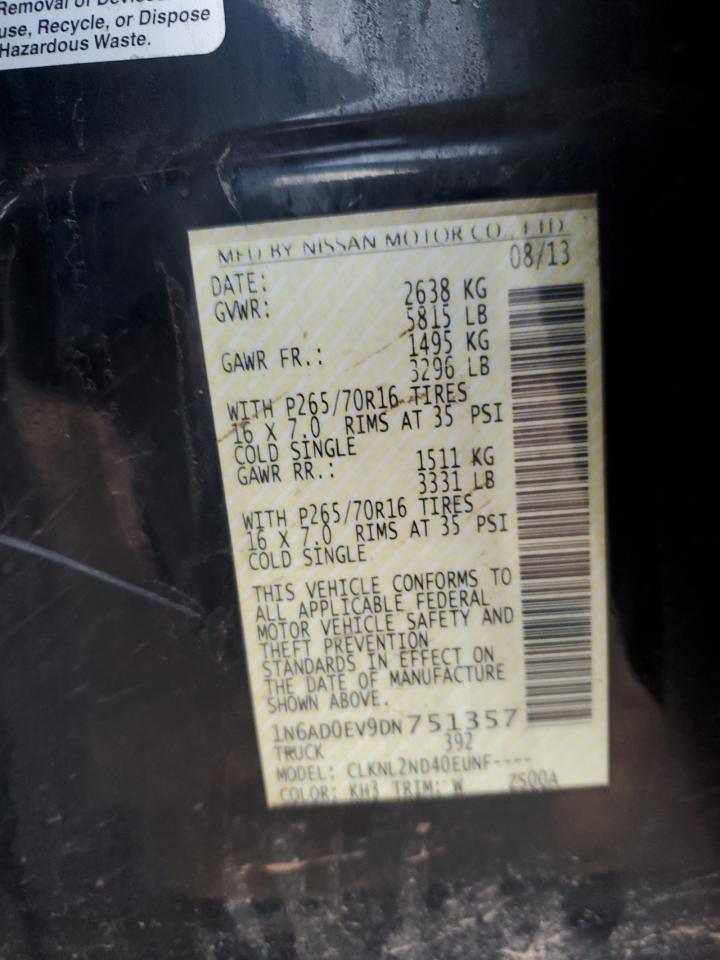 Removal of Devices
use, Recycle, or Dispose
Hazardous Waste.
MFD BY NISSAN MOTOR CO., LTD.
DATE: 08/13
GVWR: 2638 KG
5815 LB
GAWR FR.: 1495 KG
3296 LB
WITH P265/70R16 TIRES
16 X 7.0 RIMS AT 35 PSI
COLD SINGLE
GAWR RR.: 1511 KG
3331 LB
WITH P265/70R16 TIRES
16 X 7.0 RIMS AT 35 PSI
COLD SINGLE
THIS VEHICLE CONFORMS TO
ALL APPLICABLE FEDERAL
MOTOR VEHICLE SAFETY AND
THEFT PREVENTION
STANDARDS IN EFFECT ON
THE DATE OF MANUFACTURE
SHOWN ABOVE.
1N6AD0EV9DN751357
TRUCK 392
MODEL: CLKNL2ND40EUNF----
COLOR: KH3 TRIM: W ZS00A